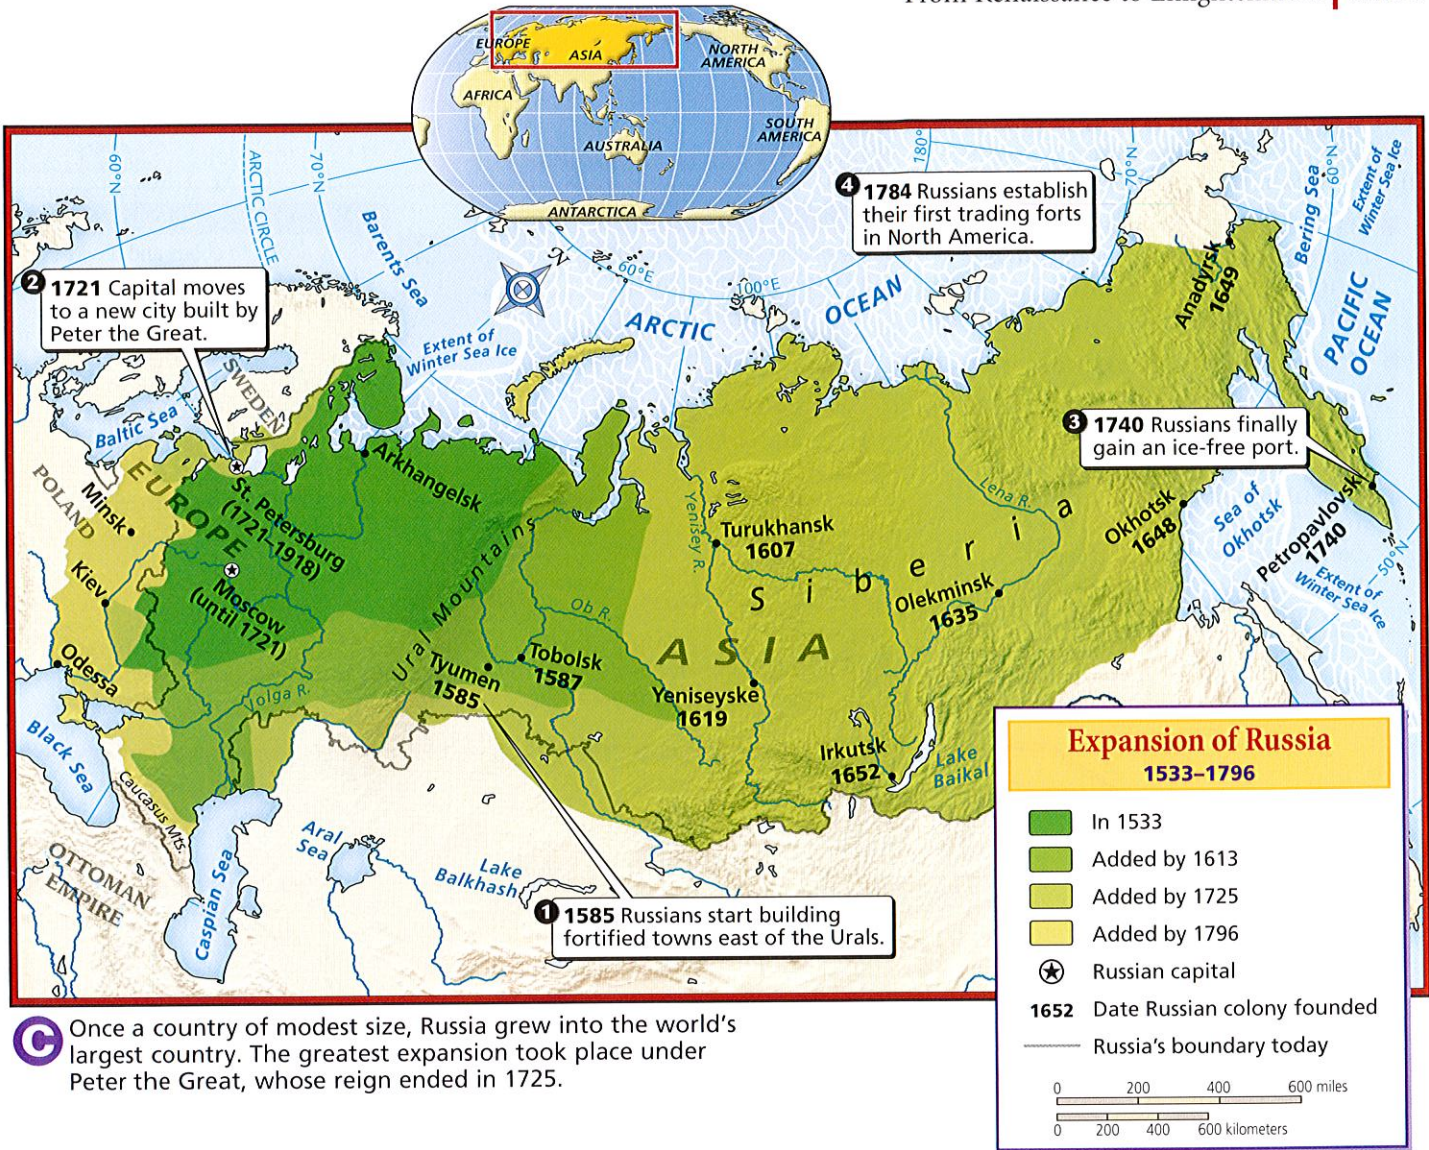 From Renaissance to
EUROPE
ASIA
NORTH
AMERICA
AFRICA
SOUTH
AMERICA
AUSTRALIA
ANTARCTICA
60°N
ARCTIC CIRCLE
70°N
Barents
Sea
180°
70°N
60°N
Bering Sea
Extent of
Winter Sea Ice
4 1784 Russians establish
their first trading forts
in North America.
N
60°E
100°E
ARCTIC
OCEAN
Anadyrsk
1649
PACIFIC
OCEAN
2 1721 Capital moves
to a new city built by
Peter the Great.
Extent of
Winter Sea Ice
SWEDEN
Baltic Sea
3 1740 Russians finally
gain an ice-free port.
POLAND
EUROPE
Minsk
Arkhangelsk
St. Petersburg
(1721–1918)
Moscow
(until 1721)
Kiev
Odessa
Ural Mountains
Yenisey R.
Turukhansk
1607
Lena R.
Siberia
Okhotsk
1648
Sea of
Okhotsk
Petropavlovsk
1740
50°N
Extent of
Winter Sea Ice
Olekminsk
1635
Ob R.
ASIA
Tyumen
1585
Tobolsk
1587
Yeniseyske
1619
Volga R.
Black Sea
Caucasus Mts.
Irkutsk
1652
Lake
Baikal
OTTOMAN
EMPIRE
Caspian Sea
Aral
Sea
Lake
Balkhash
1 1585 Russians start building
fortified towns east of the Urals.
Expansion of Russia
1533–1796
In 1533
Added by 1613
Added by 1725
Added by 1796
Russian capital
1652 Date Russian colony founded
Russia's boundary today
0 200 400 600 miles
0 200 400 600 kilometers
C Once a country of modest size, Russia grew into the world's
largest country. The greatest expansion took place under
Peter the Great, whose reign ended in 1725.